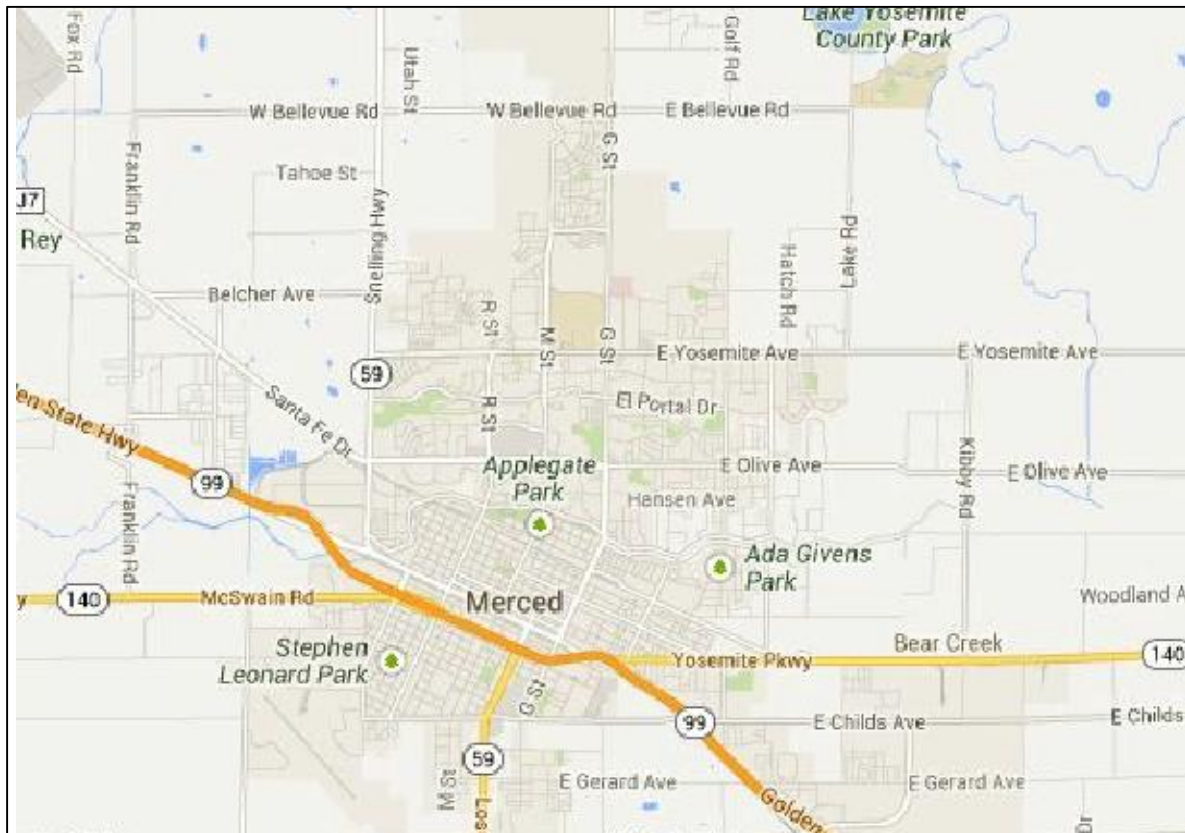 Lake Yosemite
County Park
Fox Rd
Utah St
Golf Rd
W Bellevue Rd
W Bellevue Rd
E Bellevue Rd
G St
Franklin Rd
Tahoe St
Snelling Hwy
J7
Rey
Lake Rd
Hatch Rd
Belcher Ave
R St
M St
G St
E Yosemite Ave
E Yosemite Ave
59
Santa Fe Dr
R St
El Portal Dr
en State Hwy
99
Applegate
Park
E Olive Ave
E Olive Ave
Kibby Rd
Hansen Ave
Franklin Rd
Ada Givens
Park
140
McSwain Rd
Merced
Woodland A
Stephen
Leonard Park
Yosemite Pkwy
Bear Creek
140
G St
99
E Childs Ave
E Childs
59
M St
Los
E Gerard Ave
E Gerard Ave
Golden
Dr